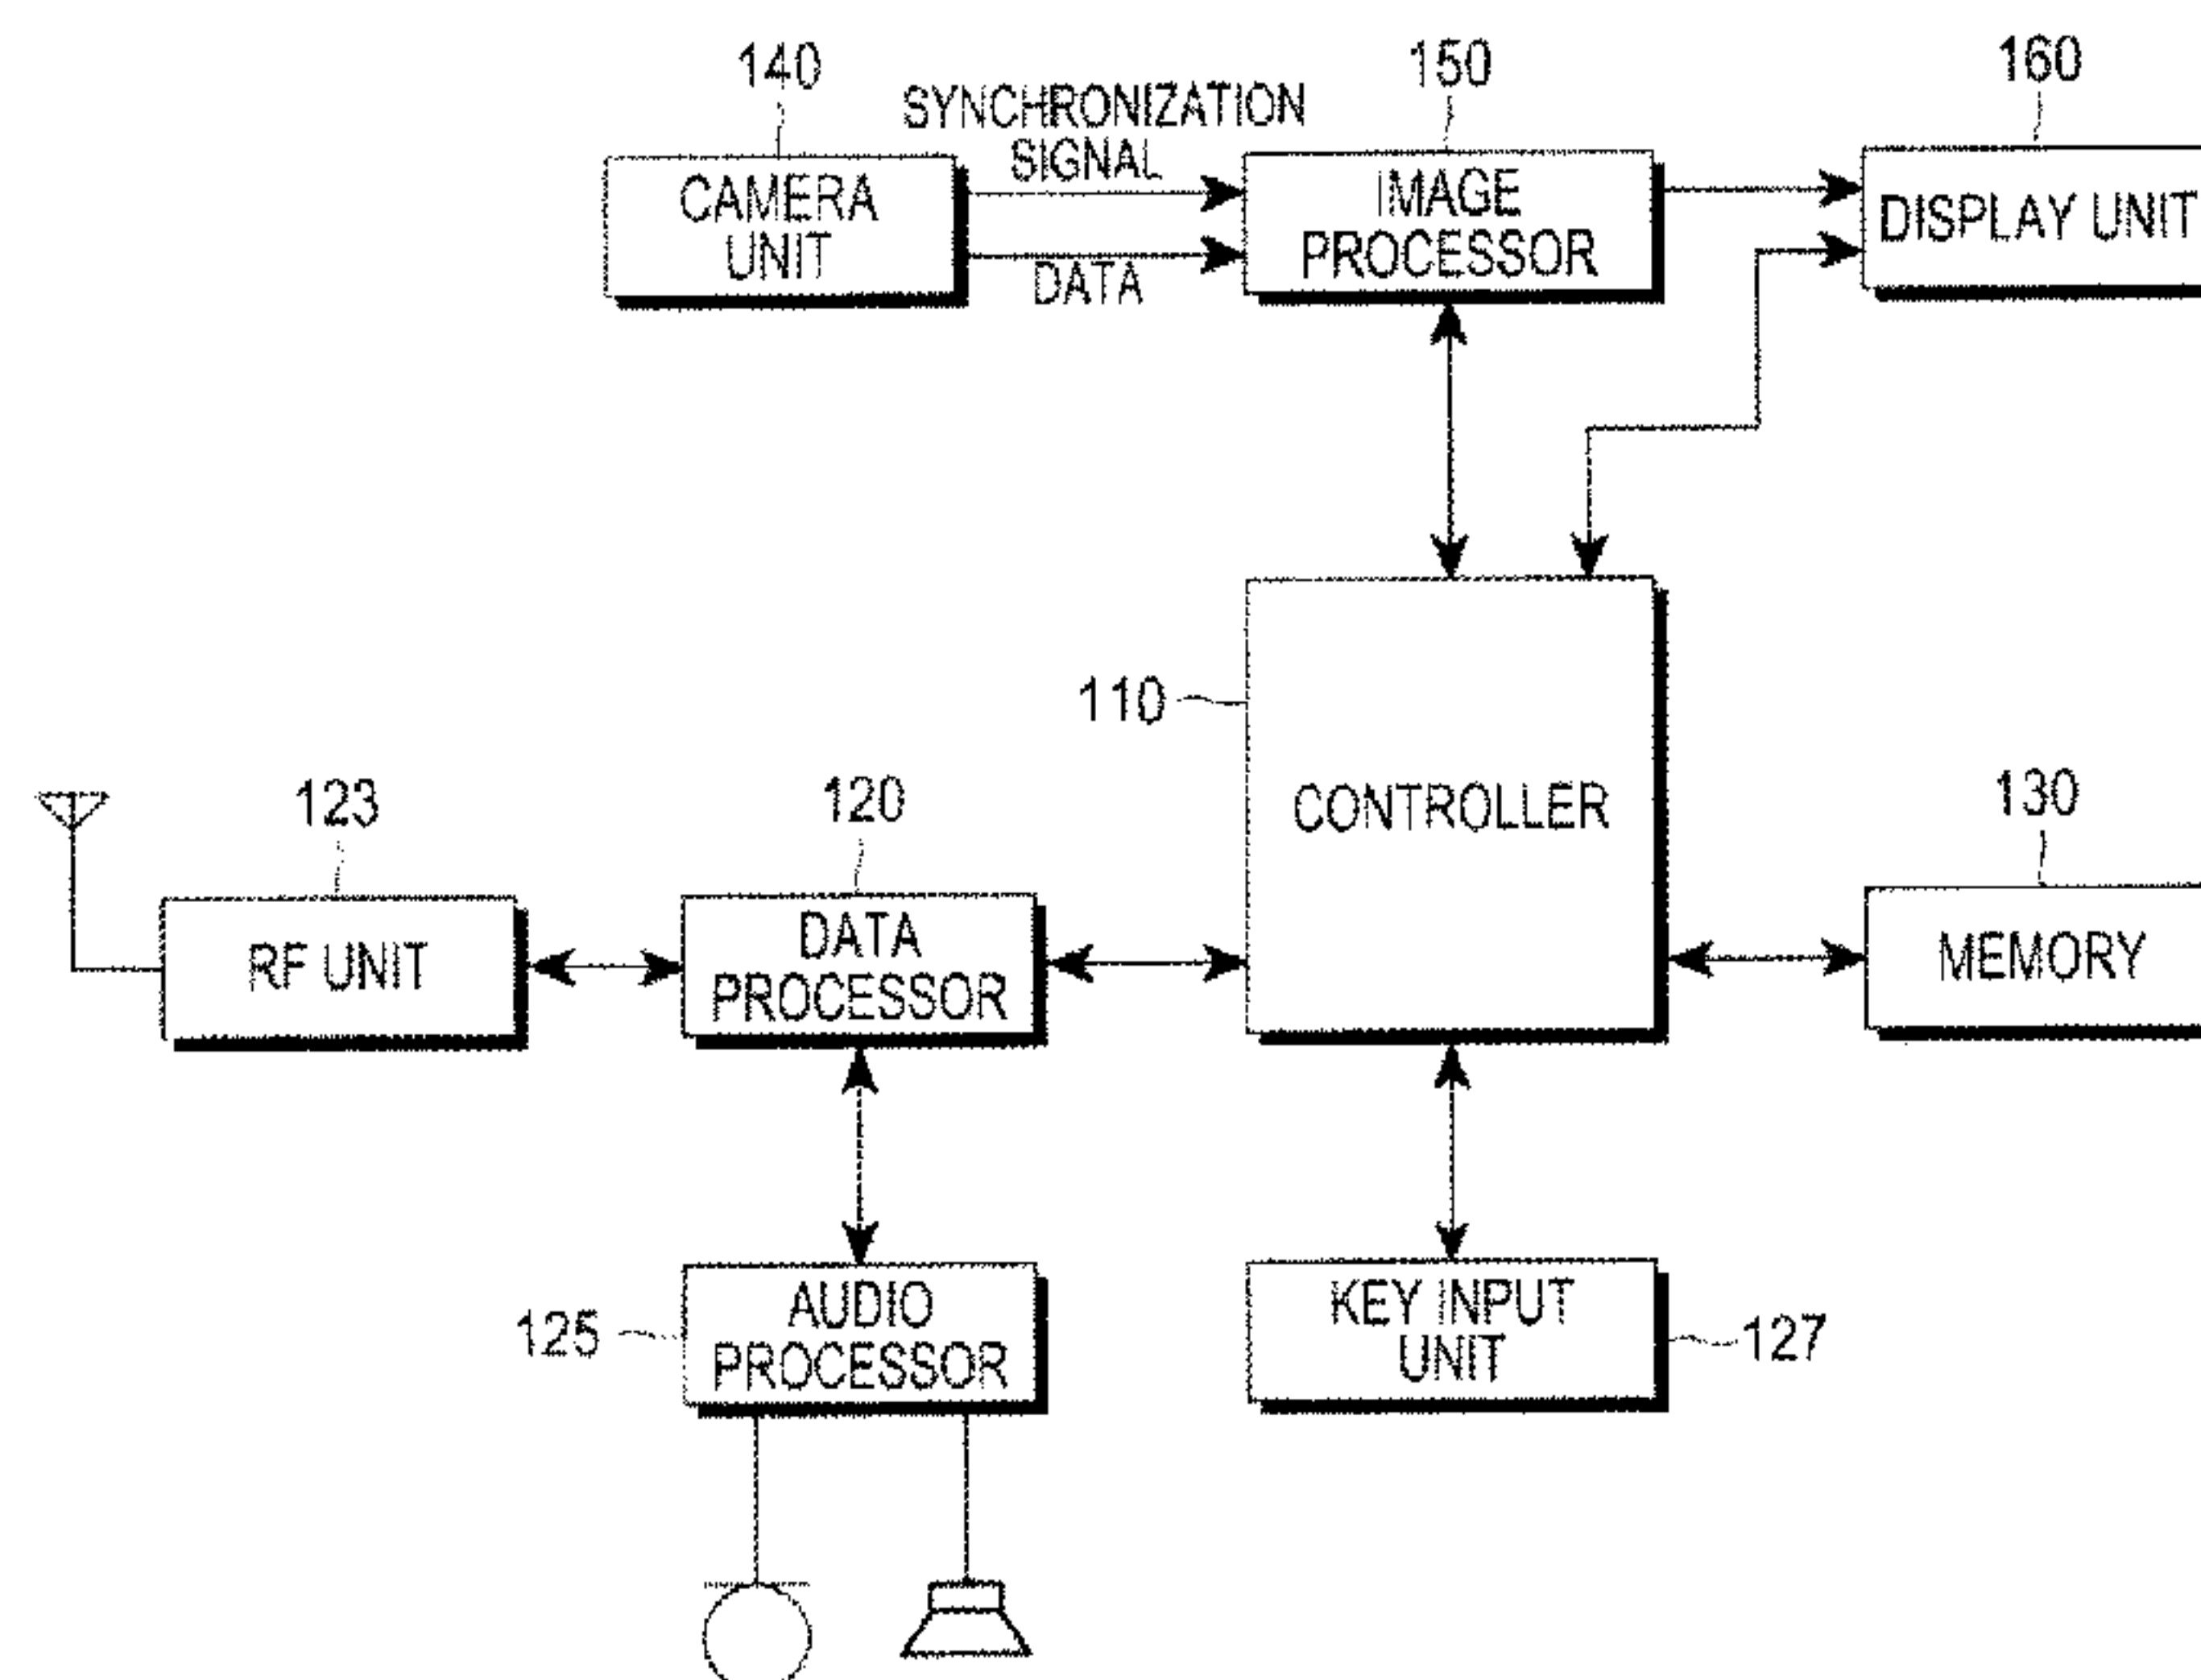 140
SYNCHRONIZATION
SIGNAL
150
160
CAMERA
UNIT
DATA
IMAGE
PROCESSOR
DISPLAY UNIT
110
CONTROLLER
123
120
130
RF UNIT
DATA
PROCESSOR
MEMORY
125
AUDIO
PROCESSOR
KEY INPUT
UNIT
127